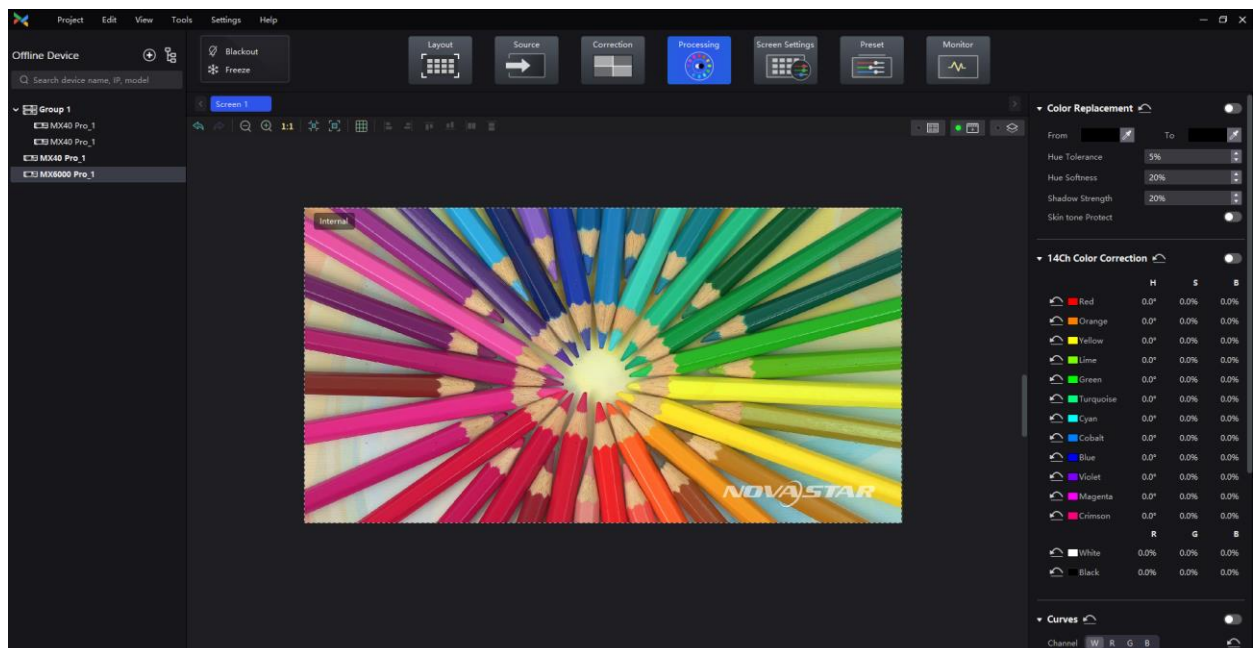 Project Edit View Tools Settings Help
Offline Device
Search device name, IP, model
Group 1
MX40 Pro_1
MX40 Pro_1
MX40 Pro_1
MX6000 Pro_1
Blackout
Freeze
Layout Source Correction Processing Screen Settings Preset Monitor
Screen 1
1:1
Internal
NOVASTAR
Color Replacement
From To
Hue Tolerance 5%
Hue Softness 20%
Shadow Strength 20%
Skin tone Protect
14Ch Color Correction
H S B
Red 0.0° 0.0% 0.0%
Orange 0.0° 0.0% 0.0%
Yellow 0.0° 0.0% 0.0%
Lime 0.0° 0.0% 0.0%
Green 0.0° 0.0% 0.0%
Turquoise 0.0° 0.0% 0.0%
Cyan 0.0° 0.0% 0.0%
Cobalt 0.0° 0.0% 0.0%
Blue 0.0° 0.0% 0.0%
Violet 0.0° 0.0% 0.0%
Magenta 0.0° 0.0% 0.0%
Crimson 0.0° 0.0% 0.0%
R G B
White 0.0% 0.0% 0.0%
Black 0.0% 0.0% 0.0%
Curves
Channel W R G B